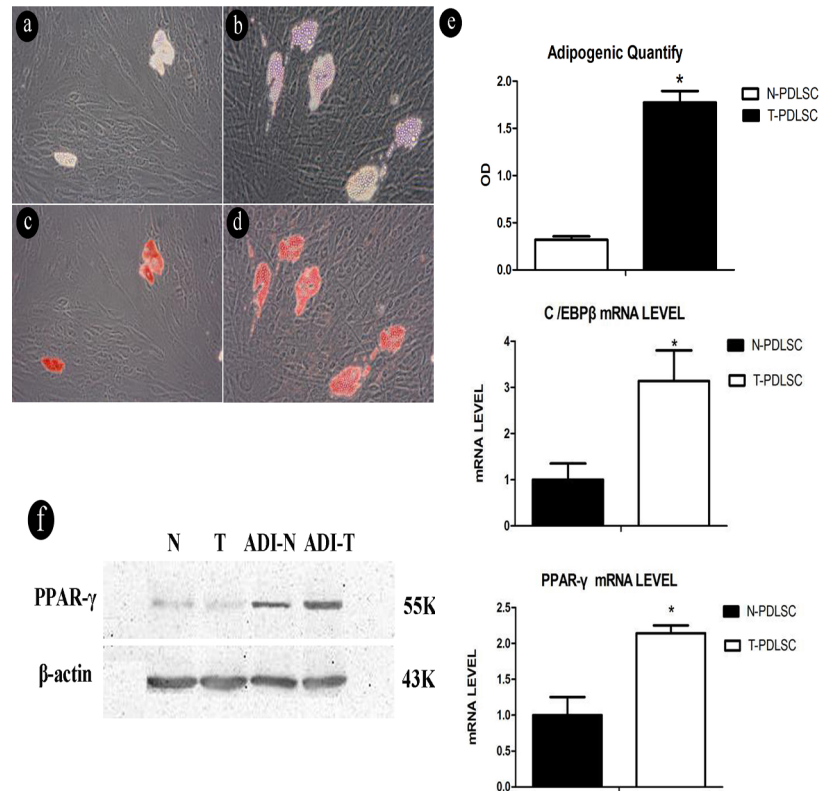 a
b
c
d
e
Adipogenic Quantify
2.0
1.5
1.0
0.5
0.0
OD
*
N-PDLSC
T-PDLSC
C /EBPβ mRNA LEVEL
4
3
2
1
0
mRNA LEVEL
*
N-PDLSC
T-PDLSC
PPAR-γ mRNA LEVEL
2.5
2.0
1.5
1.0
0.5
0.0
mRNA LEVEL
*
N-PDLSC
T-PDLSC
f
N T ADI-N ADI-T
PPAR-γ 55K
β-actin 43K